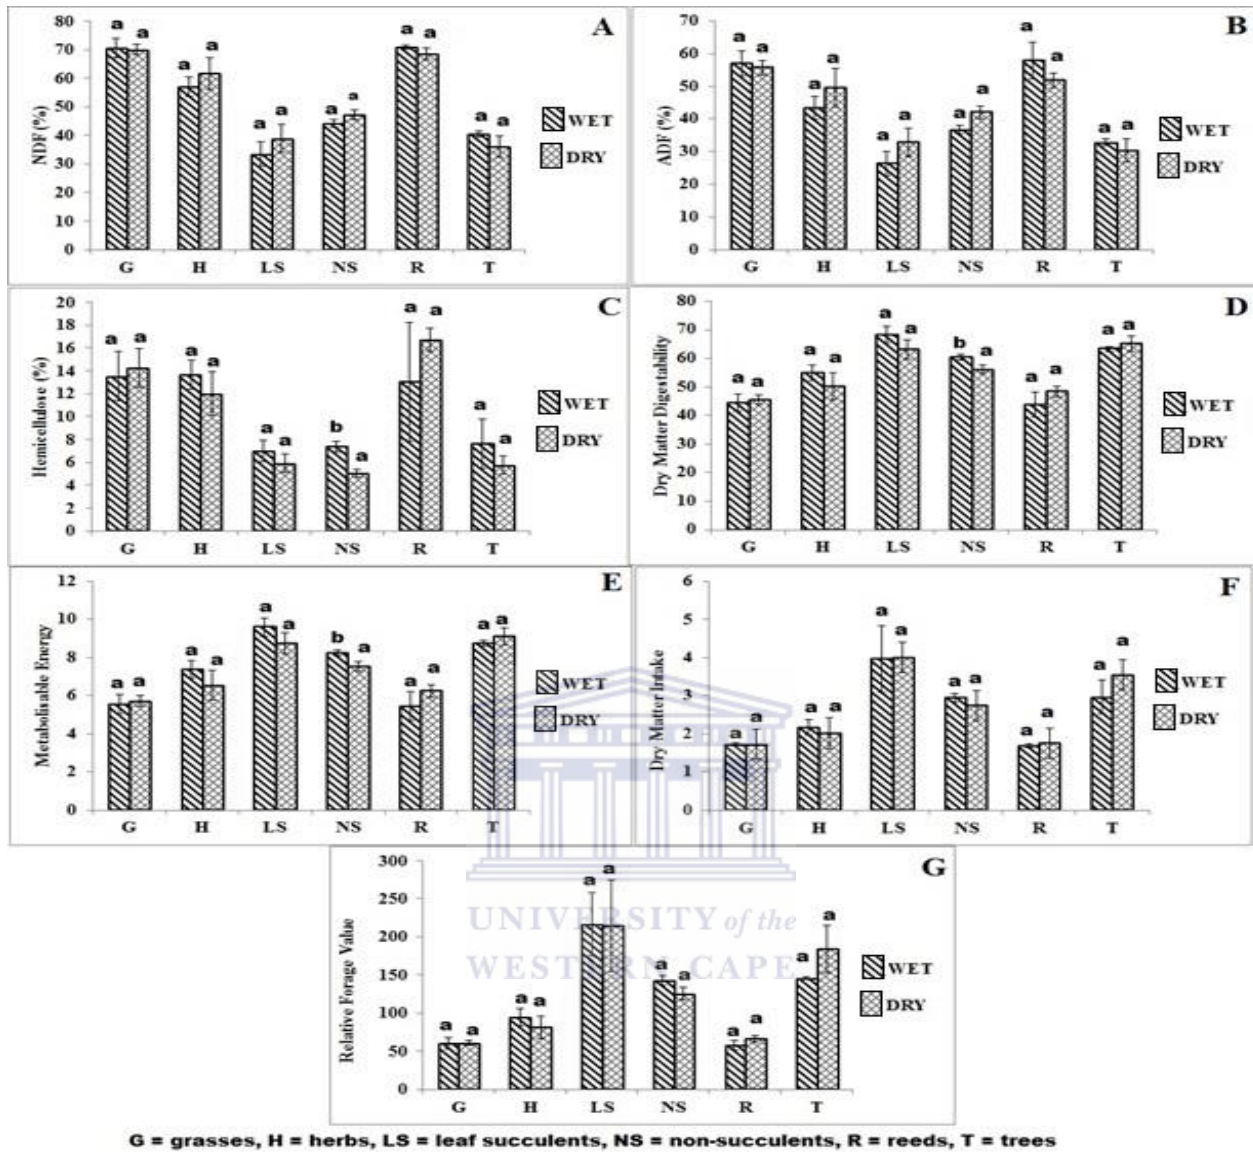 A
NDF (%)
80
70
60
50
40
30
20
10
0
a a a a a a a a a a a a
G H LS NS R T
WET
DRY
B
ADF (%)
70
60
50
40
30
20
10
0
a a a a a a a a a a a a
G H LS NS R T
WET
DRY
C
Hemicellulose (%)
20
18
16
14
12
10
8
6
4
2
0
a a a a a a b a a a a a
G H LS NS R T
WET
DRY
D
Dry Matter Digestability
80
70
60
50
40
30
20
10
0
a a a a a a b a a a a a
G H LS NS R T
WET
DRY
E
Metabolisable Energy
12
10
8
6
4
2
0
a a a a a a b a a a a a
G H LS NS R T
WET
DRY
F
Dry Matter Intake
6
5
4
3
2
1
0
a a a a a a a a a a a a
G H LS NS R T
WET
DRY
G
Relative Forage Value
300
250
200
150
100
50
0
a a a a a a a a a a a a
G H LS NS R T
WET
DRY
UNIVERSITY of the
WESTERN CAPE
G = grasses, H = herbs, LS = leaf succulents, NS = non-succulents, R = reeds, T = trees